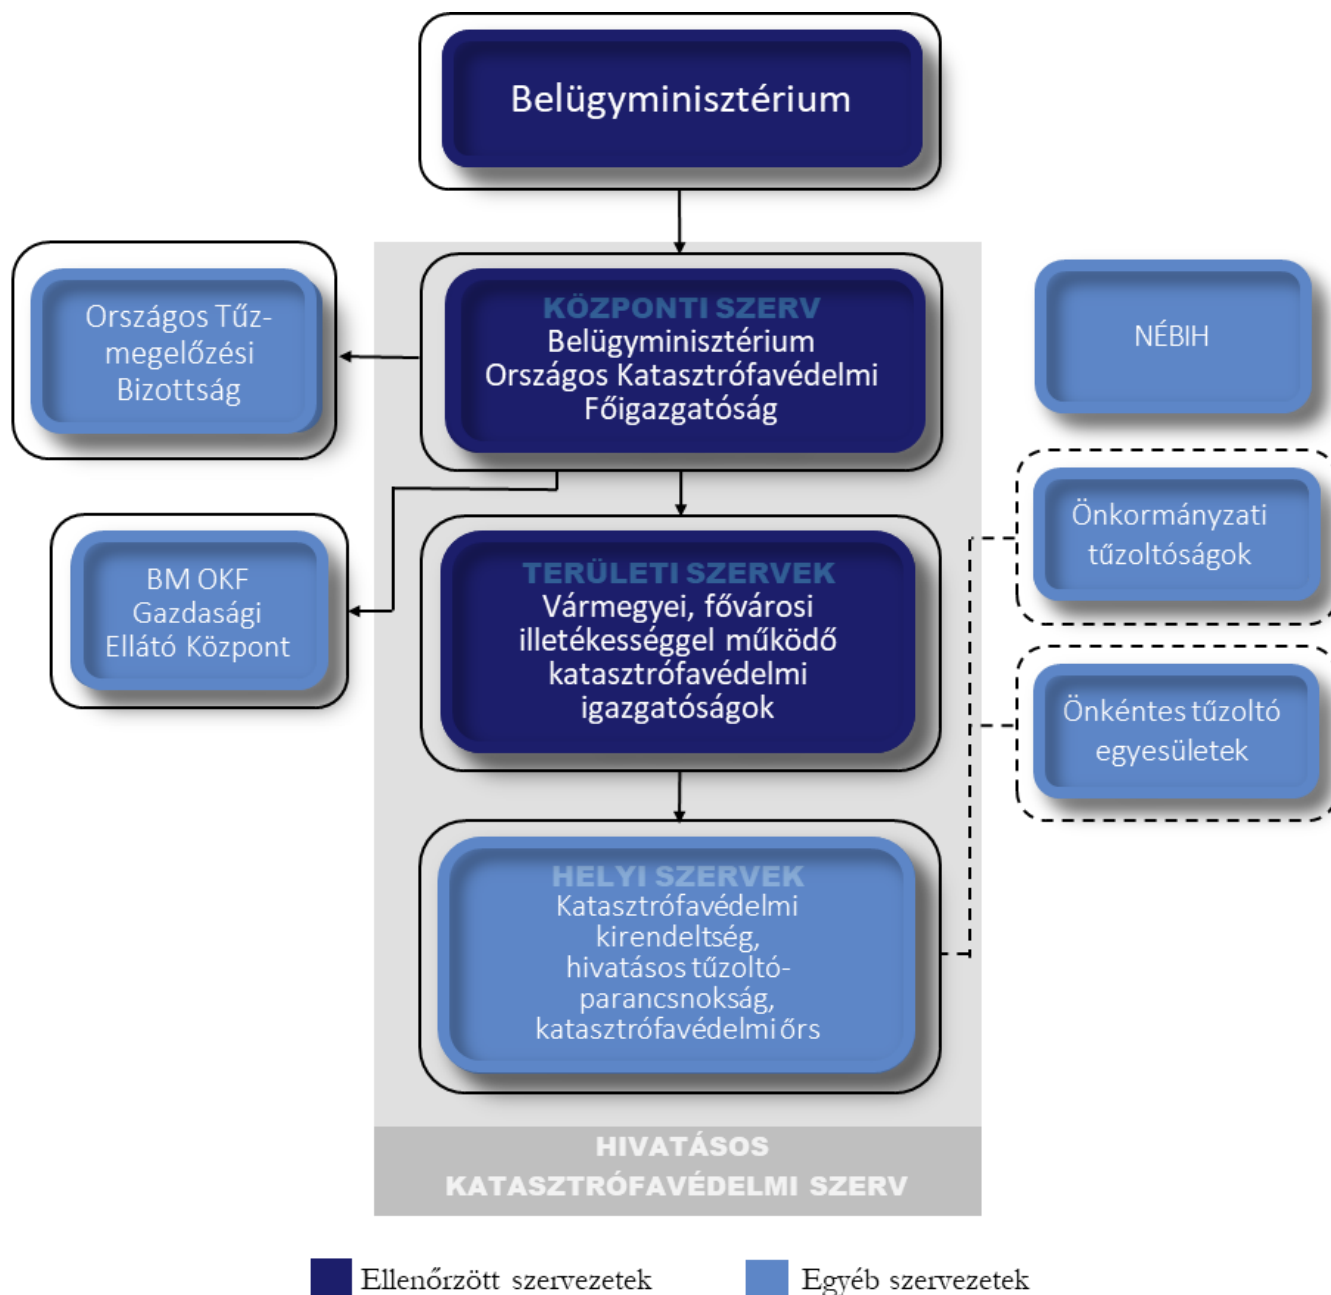 Belügyminisztérium
Országos Tűz-
megelőzési
Bizottság
KÖZPONTI SZERV
Belügyminisztérium
Országos Katasztrófavédelmi
Főigazgatóság
NÉBIH
BM OKF
Gazdasági
Ellátó Központ
TERÜLETI SZERVEK
Vármegyei, fővárosi
illetékességgel működő
katasztrófavédelmi
igazgatóságok
Önkormányzati
tűzoltóságok
Önkéntes tűzoltó
egyesületek
HELYI SZERVEK
Katasztrófavédelmi
kirendeltség,
hivatásos tűzoltó-
parancsnokság,
katasztrófavédelmi őrs
HIVATÁSOS
KATASZTRÓFAVÉDELMI SZERV
Ellenőrzött szervezetek
Egyéb szervezetek